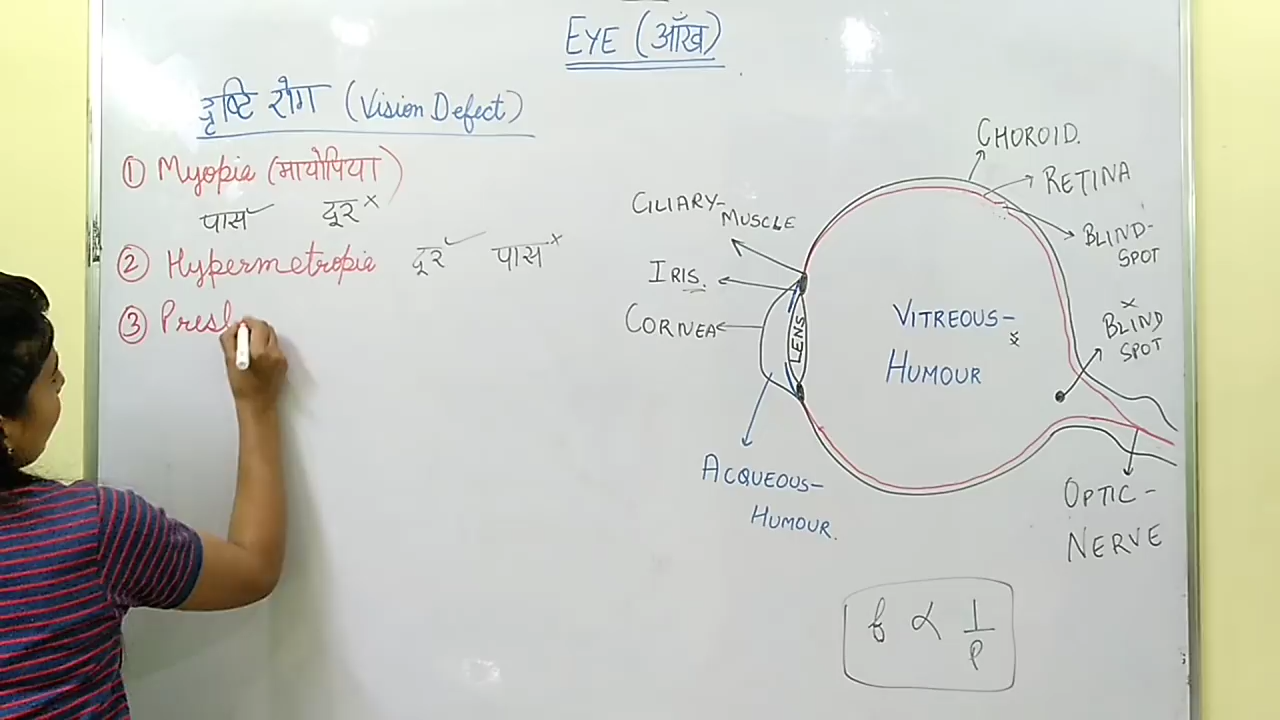 EYE (आँख)
दृष्टि रोग (Vision Defect)
① Myopia (मायोपिया)
पास✓ दूर×
② Hypermetropia दूर✓ पास×
③ Presb
CHOROID.
RETINA
BLIND-
SPOT
CILIARY-
MUSCLE
IRIS.
CORNEA
LENS
VITREOUS-
HUMOUR
×
BLIND
SPOT
ACQUEOUS-
HUMOUR.
OPTIC-
NERVE
f ∝ 1/P